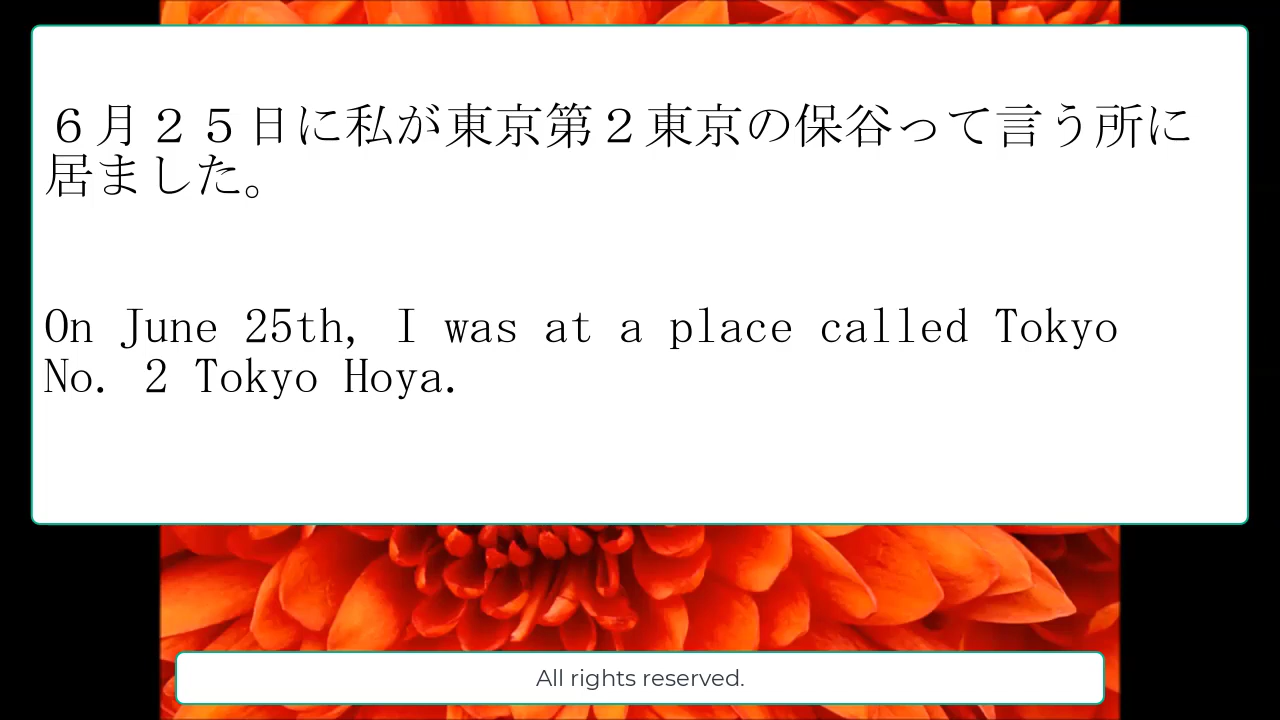 ６月２５日に私が東京第２東京の保谷って言う所に
居ました。
On June 25th, I was at a place called Tokyo
No. 2 Tokyo Hoya.
All rights reserved.